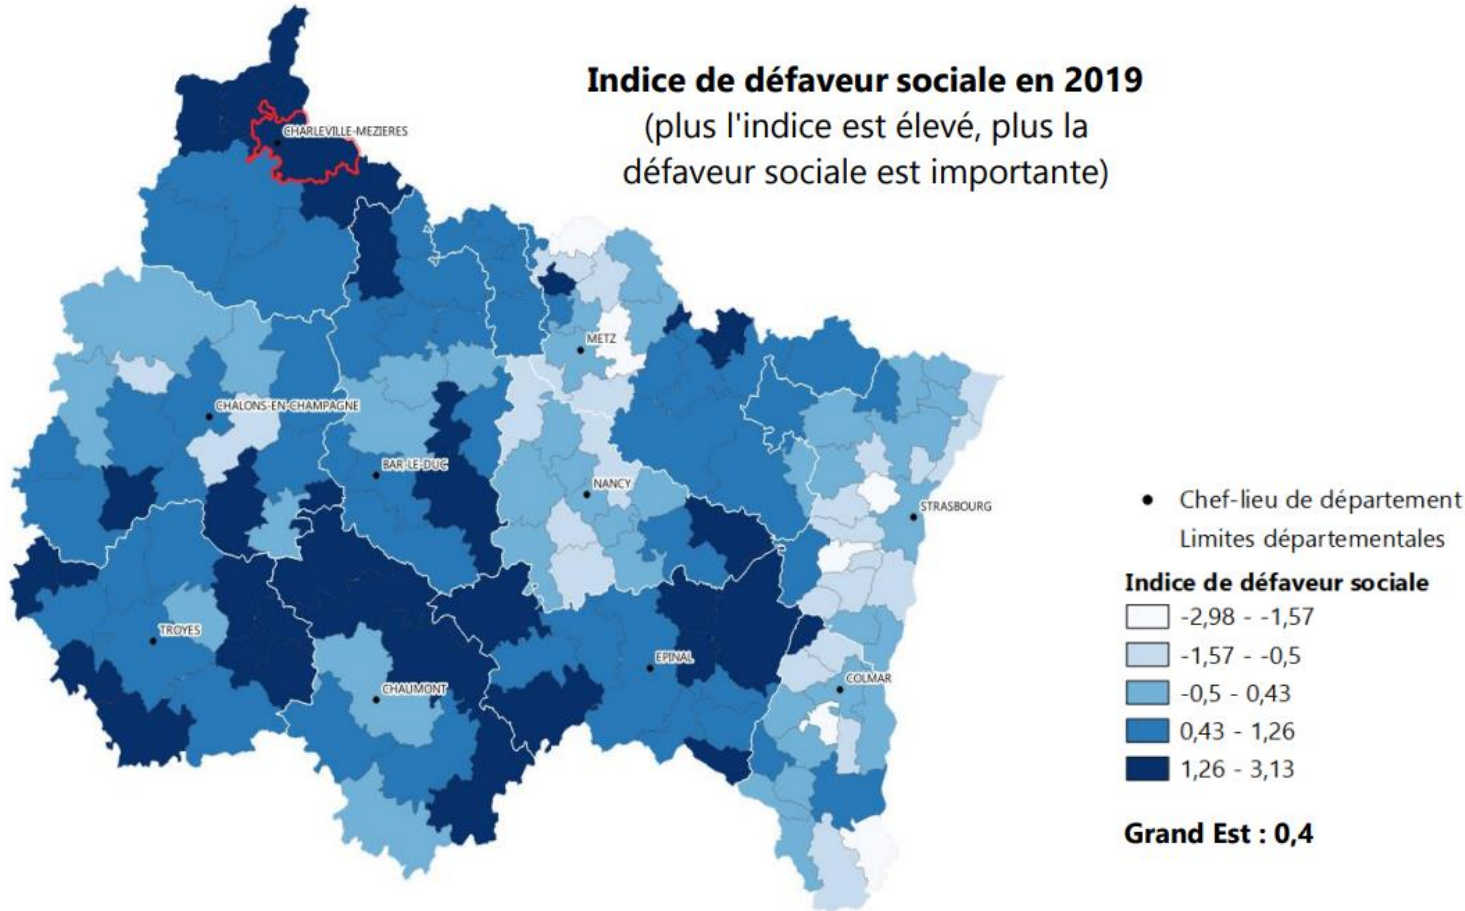 Indice de défaveur sociale en 2019
(plus l'indice est élevé, plus la
défaveur sociale est importante)
CHARLEVILLE-MEZIERES
METZ
CHALONS-EN-CHAMPAGNE
BAR-LE-DUC
NANCY
STRASBOURG
TROYES
EPINAL
CHAUMONT
COLMAR
Chef-lieu de département
Limites départementales
Indice de défaveur sociale
-2,98 - -1,57
-1,57 - -0,5
-0,5 - 0,43
0,43 - 1,26
1,26 - 3,13
Grand Est : 0,4